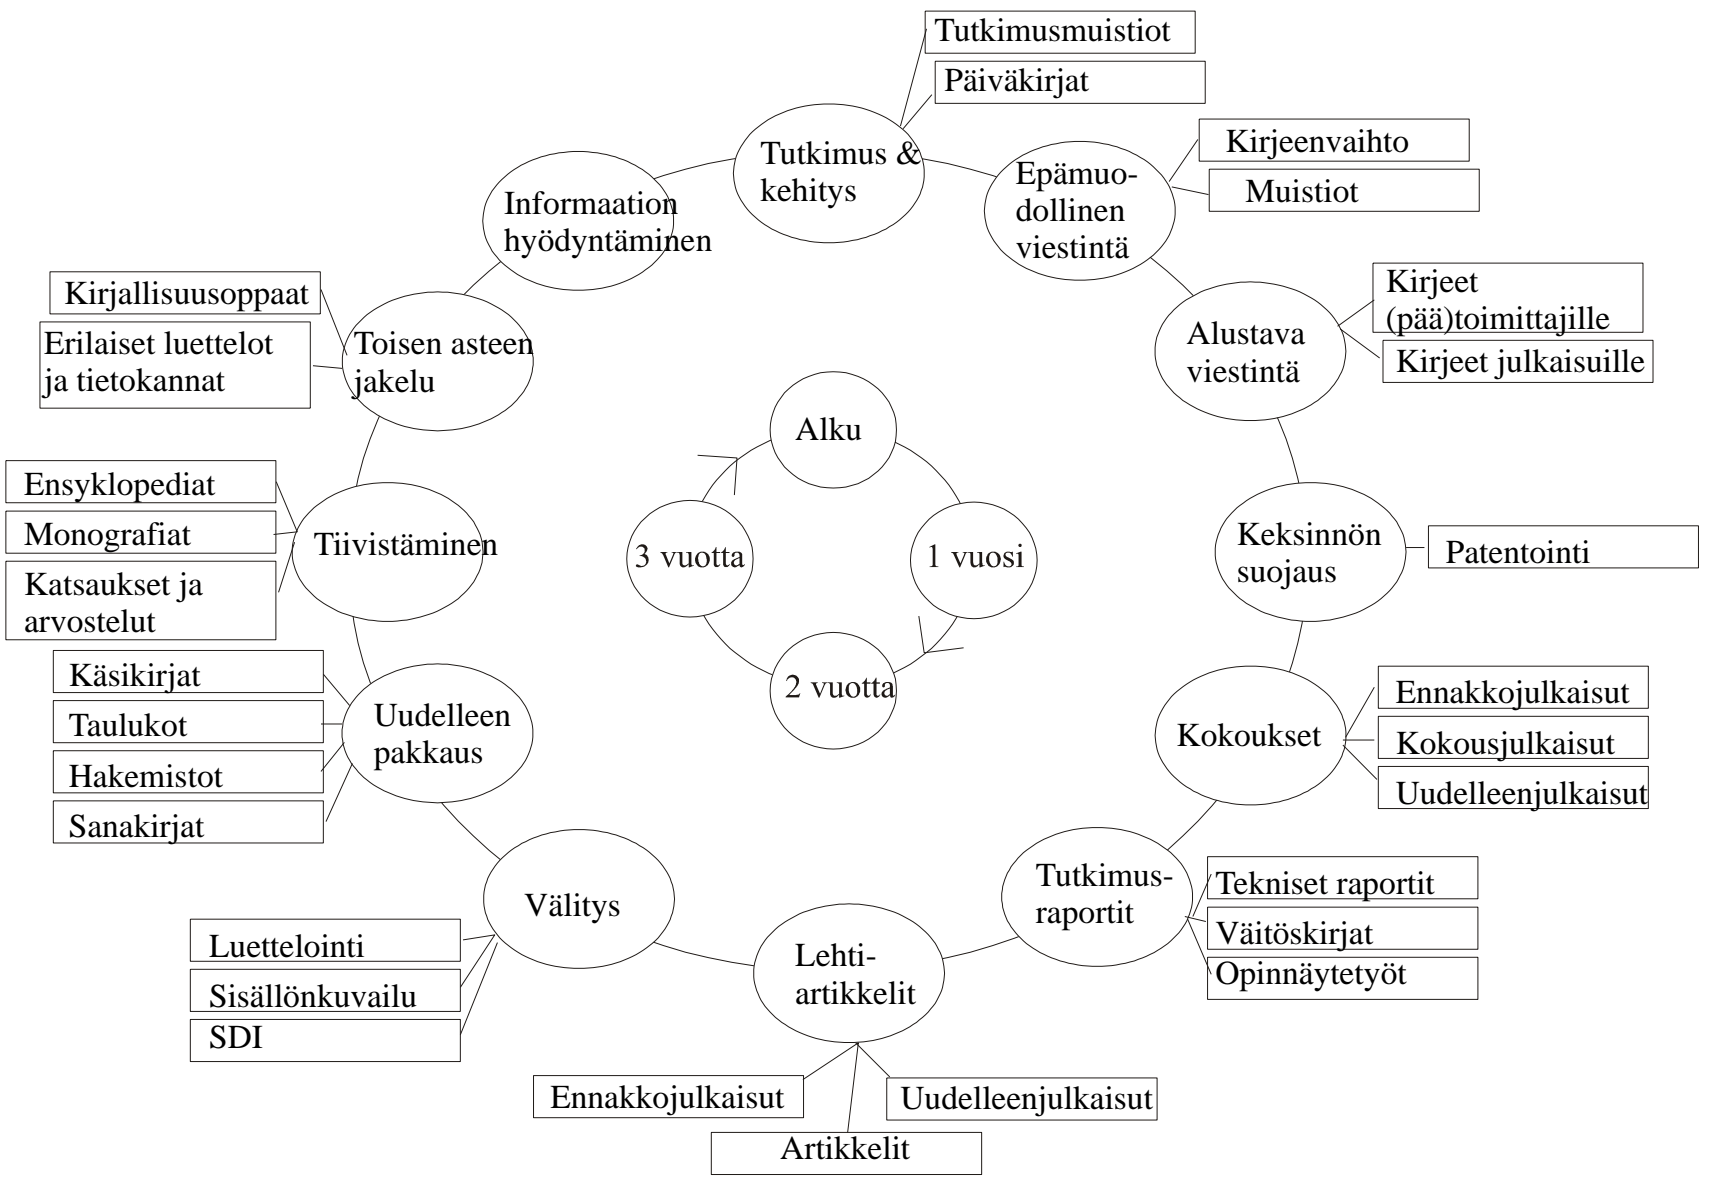 Tutkimusmuistiot
Päiväkirjat
Tutkimus &
kehitys
Epämuo-
dollinen
viestintä
Kirjeenvaihto
Muistiot
Alustava
viestintä
Kirjeet
(pää)toimittajille
Kirjeet julkaisuille
Keksinnön
suojaus
Patentointi
Kokoukset
Ennakkojulkaisut
Kokousjulkaisut
Uudelleenjulkaisut
Tutkimus-
raportit
Tekniset raportit
Väitöskirjat
Opinnäytetyöt
Lehti-
artikkelit
Ennakkojulkaisut
Artikkelit
Uudelleenjulkaisut
Välitys
Luettelointi
Sisällönkuvailu
SDI
Uudelleen
pakkaus
Käsikirjat
Taulukot
Hakemistot
Sanakirjat
Tiivistäminen
Ensyklopediat
Monografiat
Katsaukset ja
arvostelut
Toisen asteen
jakelu
Kirjallisuusoppaat
Erilaiset luettelot
ja tietokannat
Informaation
hyödyntäminen
Alku
1 vuosi
2 vuotta
3 vuotta